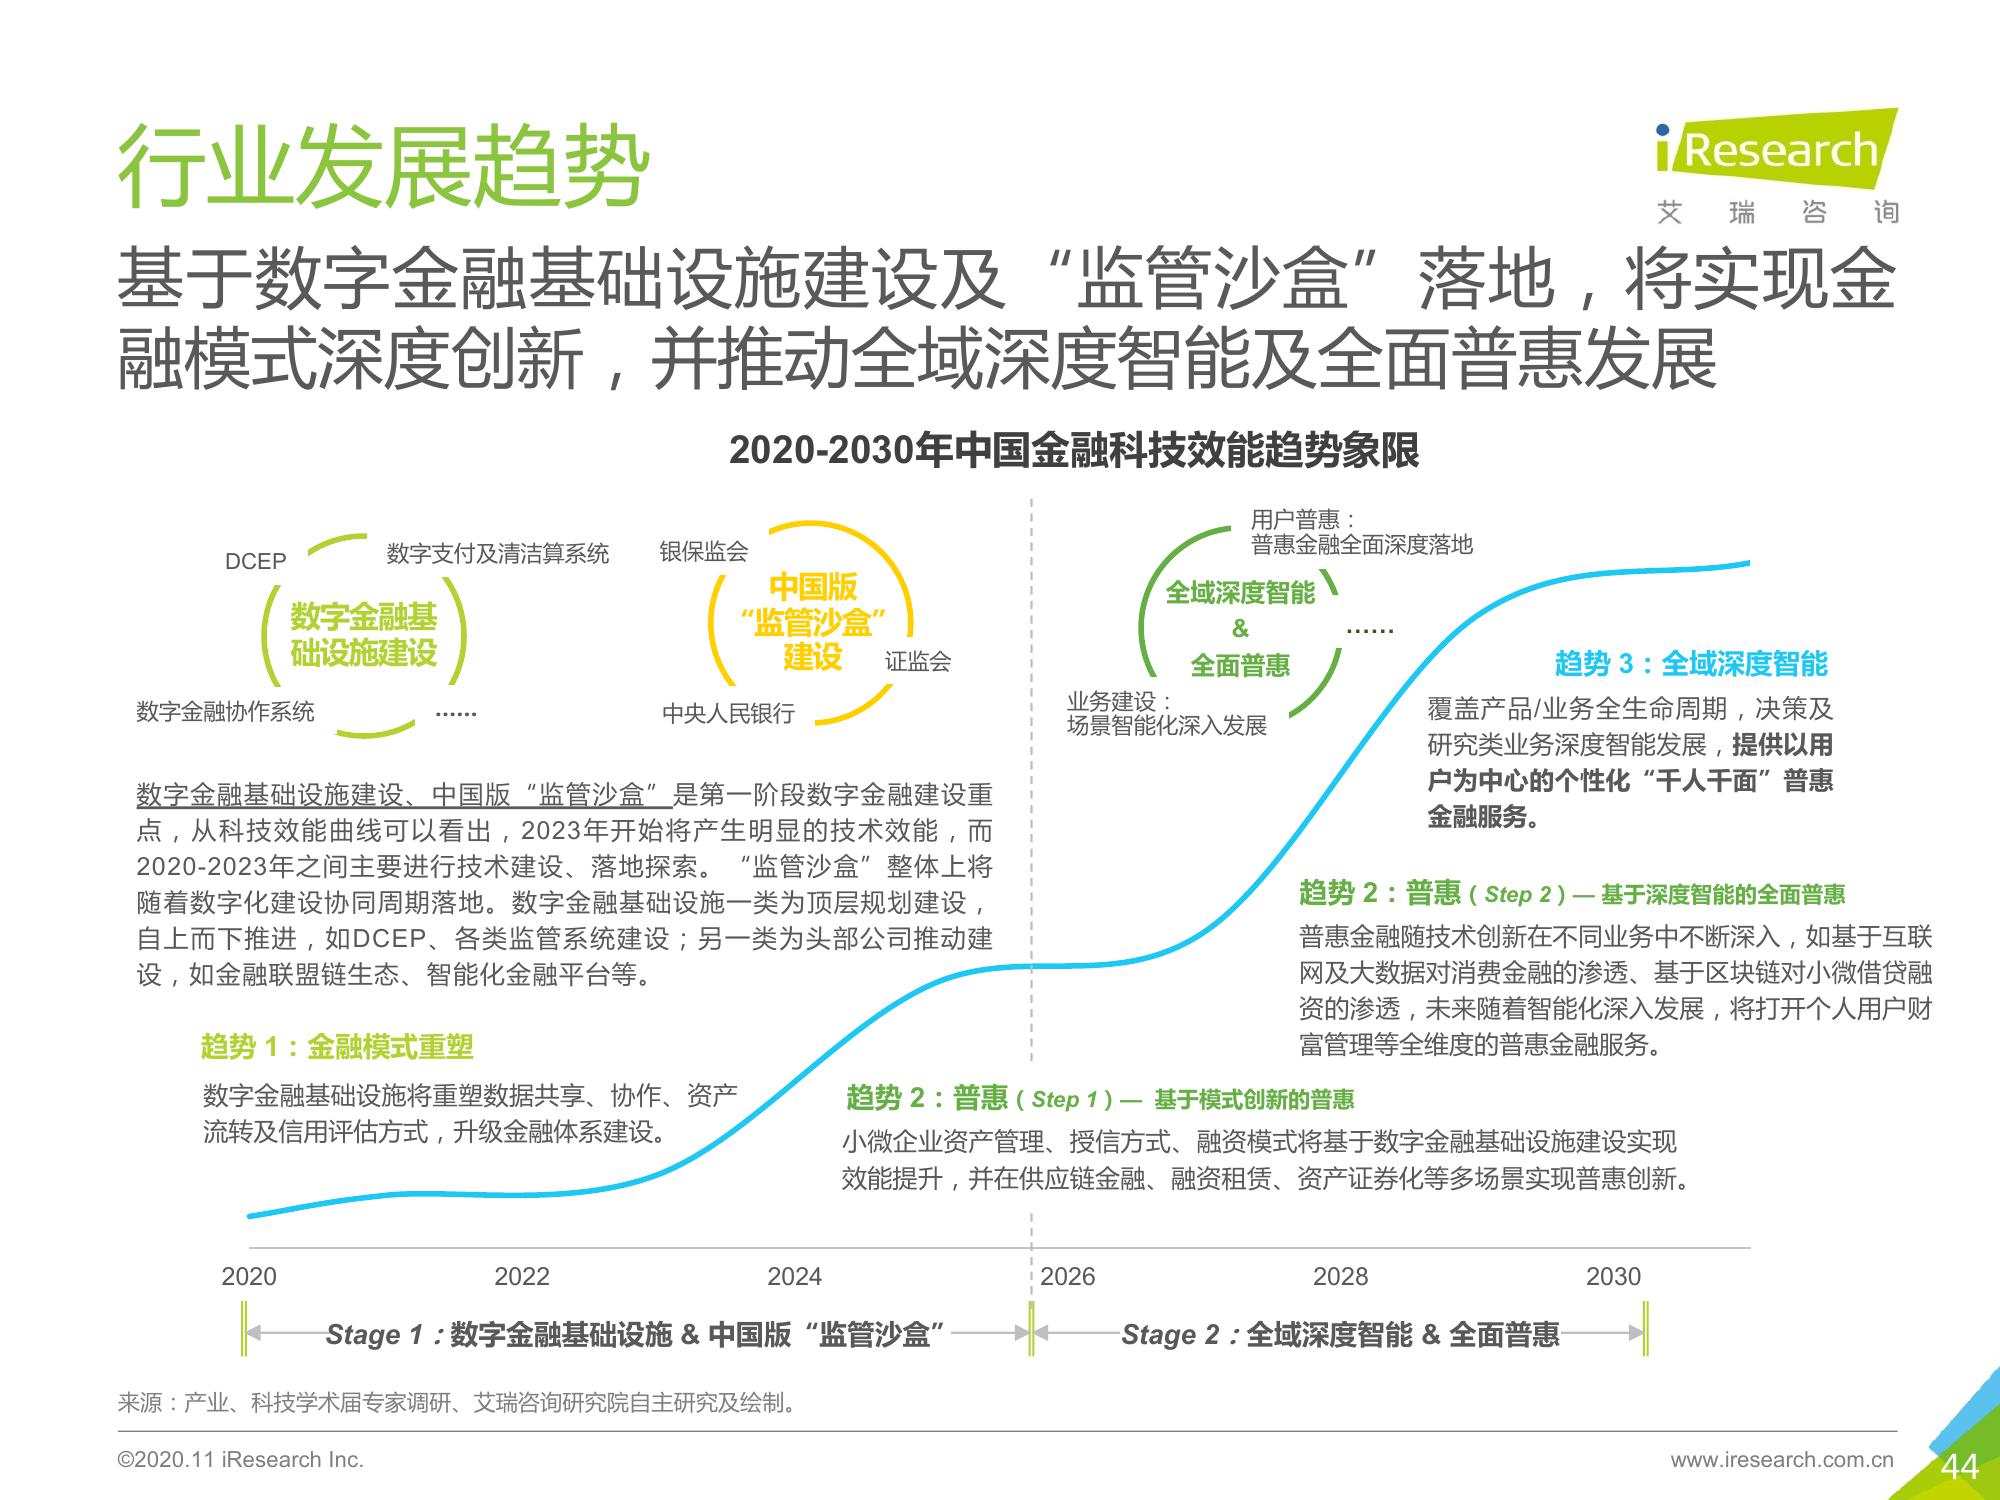 行业发展趋势
iResearch
艾瑞咨询
基于数字金融基础设施建设及“监管沙盒”落地，将实现金
融模式深度创新，并推动全域深度智能及全面普惠发展
2020-2030年中国金融科技效能趋势象限
DCEP
数字支付及清洁算系统
数字金融基
础设施建设
数字金融协作系统
······
银保监会
中国版
“监管沙盒”
建设
证监会
中央人民银行
用户普惠：
普惠金融全面深度落地
全域深度智能
&
全面普惠
······
业务建设：
场景智能化深入发展
数字金融基础设施建设、中国版“监管沙盒”是第一阶段数字金融建设重
点，从科技效能曲线可以看出，2023年开始将产生明显的技术效能，而
2020-2023年之间主要进行技术建设、落地探索。“监管沙盒”整体上将
随着数字化建设协同周期落地。数字金融基础设施一类为顶层规划建设，
自上而下推进，如DCEP、各类监管系统建设；另一类为头部公司推动建
设，如金融联盟链生态、智能化金融平台等。
趋势 3：全域深度智能
覆盖产品/业务全生命周期，决策及
研究类业务深度智能发展，提供以用
户为中心的个性化“千人千面”普惠
金融服务。
趋势 2：普惠（Step 2）— 基于深度智能的全面普惠
普惠金融随技术创新在不同业务中不断深入，如基于互联
网及大数据对消费金融的渗透、基于区块链对小微借贷融
资的渗透，未来随着智能化深入发展，将打开个人用户财
富管理等全维度的普惠金融服务。
趋势 1：金融模式重塑
数字金融基础设施将重塑数据共享、协作、资产
流转及信用评估方式，升级金融体系建设。
趋势 2：普惠（Step 1）— 基于模式创新的普惠
小微企业资产管理、授信方式、融资模式将基于数字金融基础设施建设实现
效能提升，并在供应链金融、融资租赁、资产证券化等多场景实现普惠创新。
2020 2022 2024 2026 2028 2030
Stage 1：数字金融基础设施 & 中国版“监管沙盒” Stage 2：全域深度智能 & 全面普惠
来源：产业、科技学术届专家调研、艾瑞咨询研究院自主研究及绘制。
©2020.11 iResearch Inc.
www.iresearch.com.cn
44